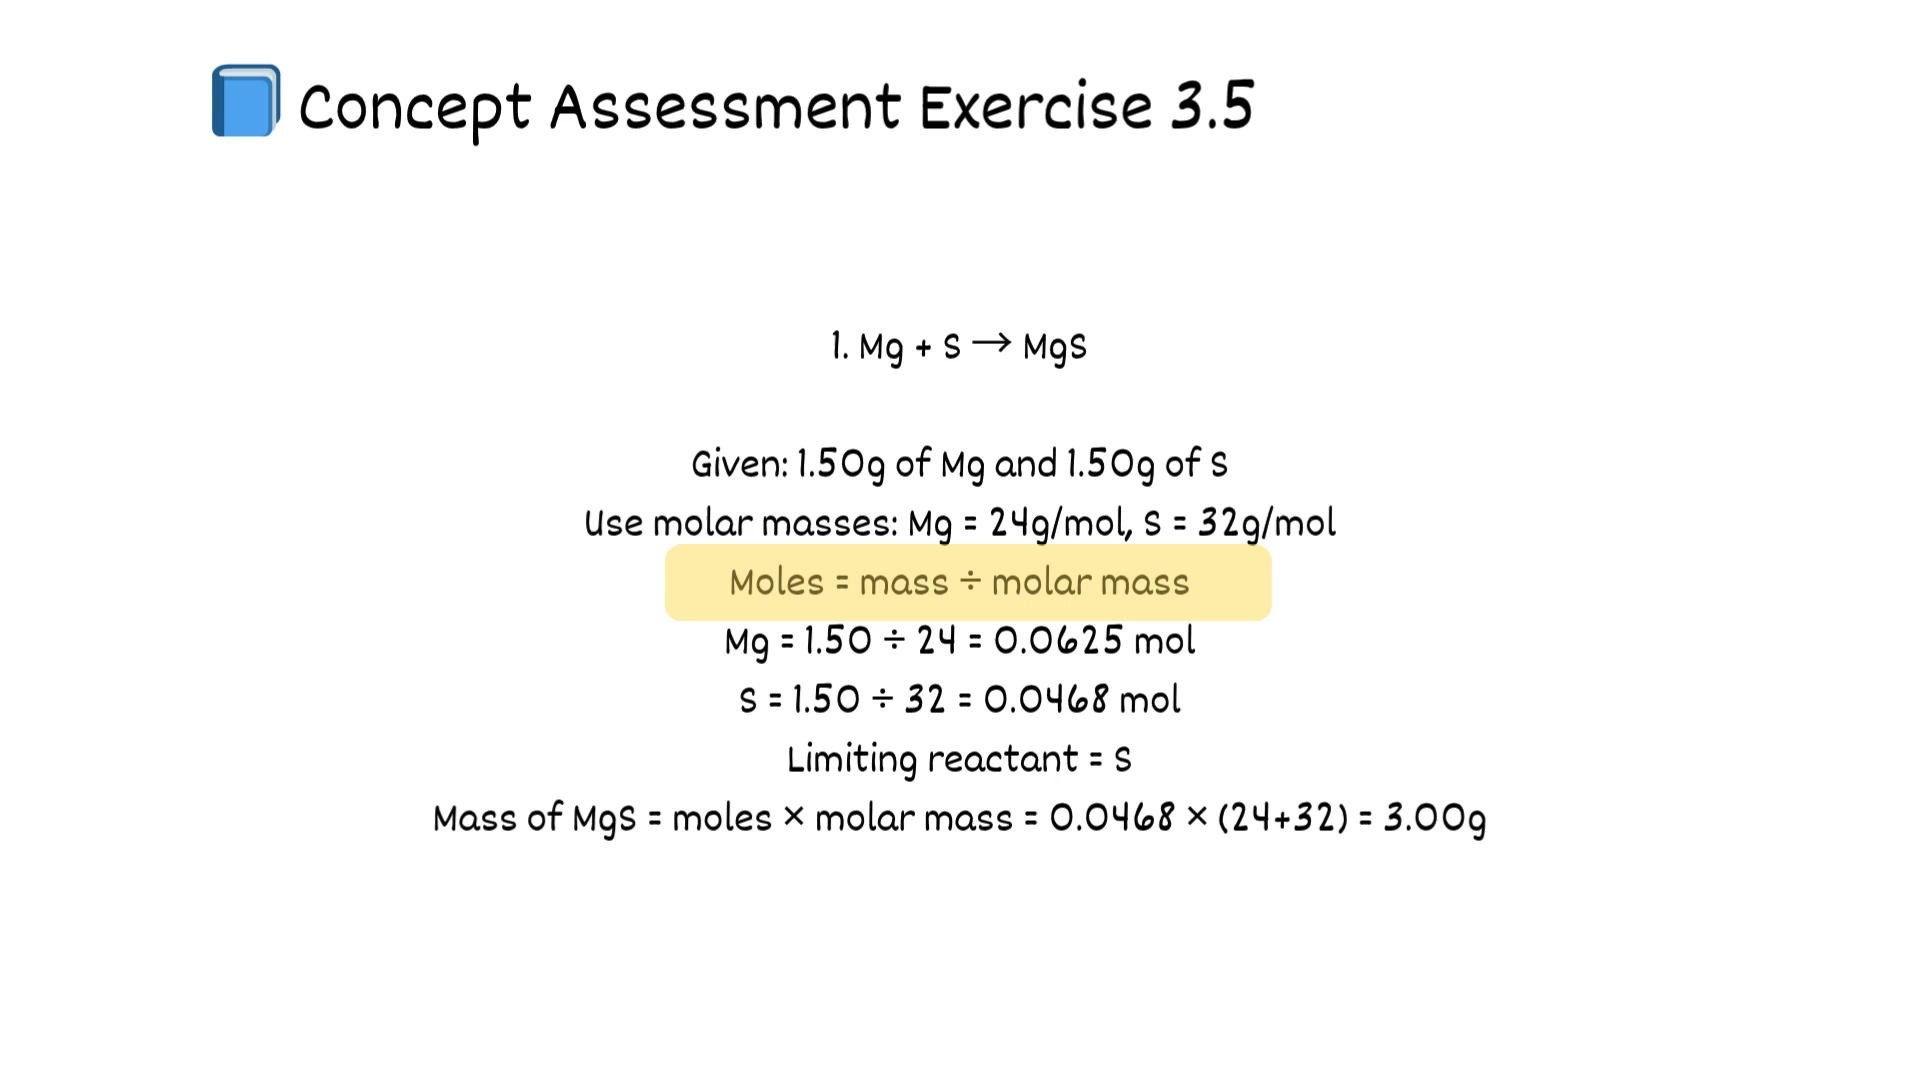 Concept Assessment Exercise 3.5
1. Mg + S → MgS
Given: 1.50g of Mg and 1.50g of S
Use molar masses: Mg = 24g/mol, S = 32g/mol
Moles = mass ÷ molar mass
Mg = 1.50 ÷ 24 = 0.0625 mol
S = 1.50 ÷ 32 = 0.0468 mol
Limiting reactant = S
Mass of MgS = moles × molar mass = 0.0468 × (24+32) = 3.00g